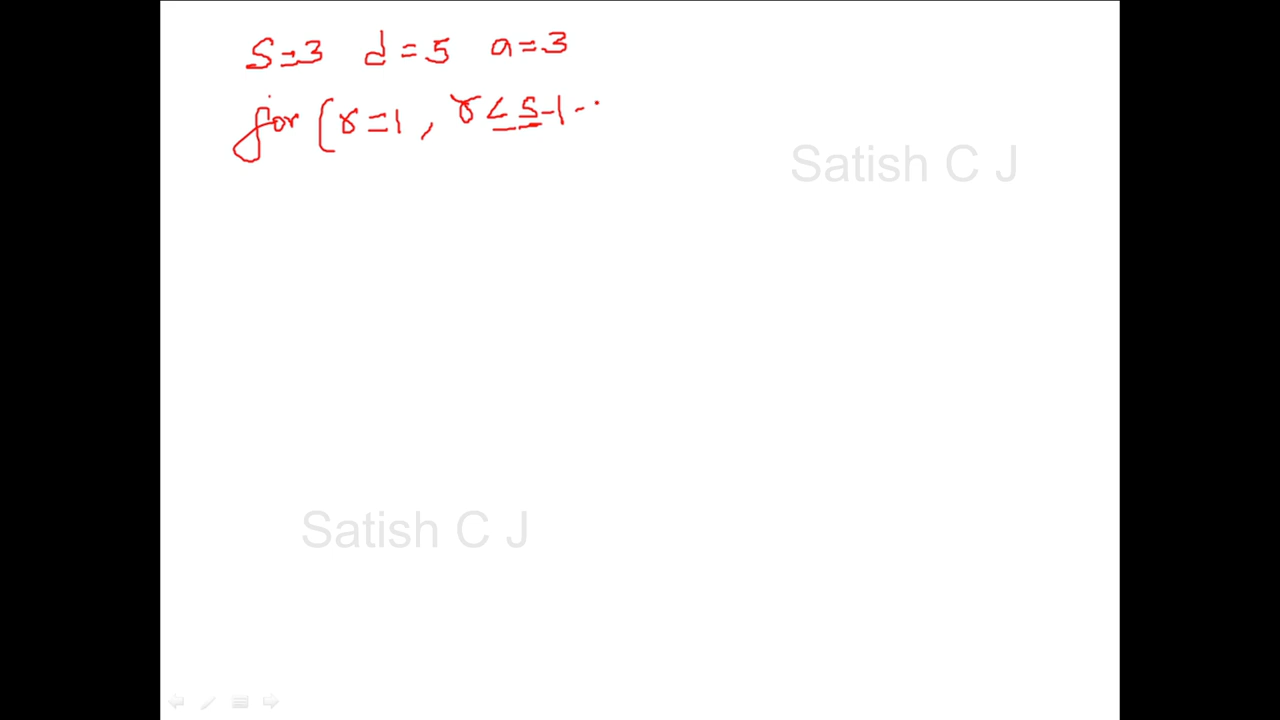 S=3 d=5 a=3
for (r=1, r≤s-1-.
Satish C J
Satish C J